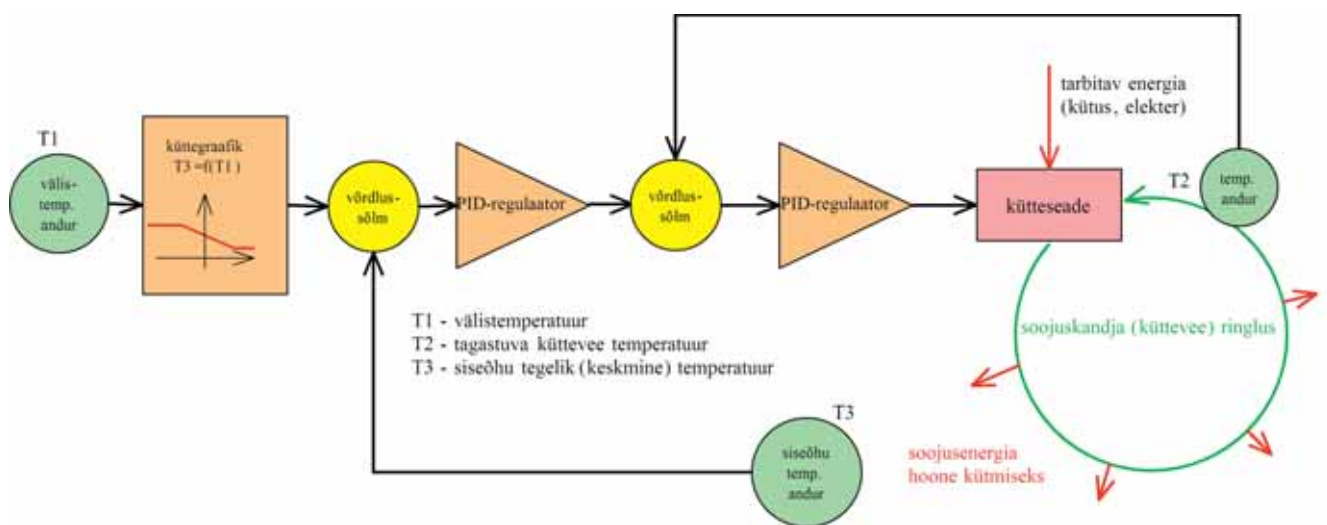 T1
välis-
temp.
andur
küttegraafik
T3 =f(T1 )
võrdlus-
sõlm
PID-regulaator
võrdlus-
sõlm
PID-regulaator
tarbitav energia
(kütus, elekter)
kütteseade
T2
temp.
andur
soojuskandja (küttevee) ringlus
T1 - välistemperatuur
T2 - tagastuva küttevee temperatuur
T3 - siseõhu tegelik (keskmine) temperatuur
T3
siseõhu
temp.
andur
soojusenergia
hoone kütmiseks